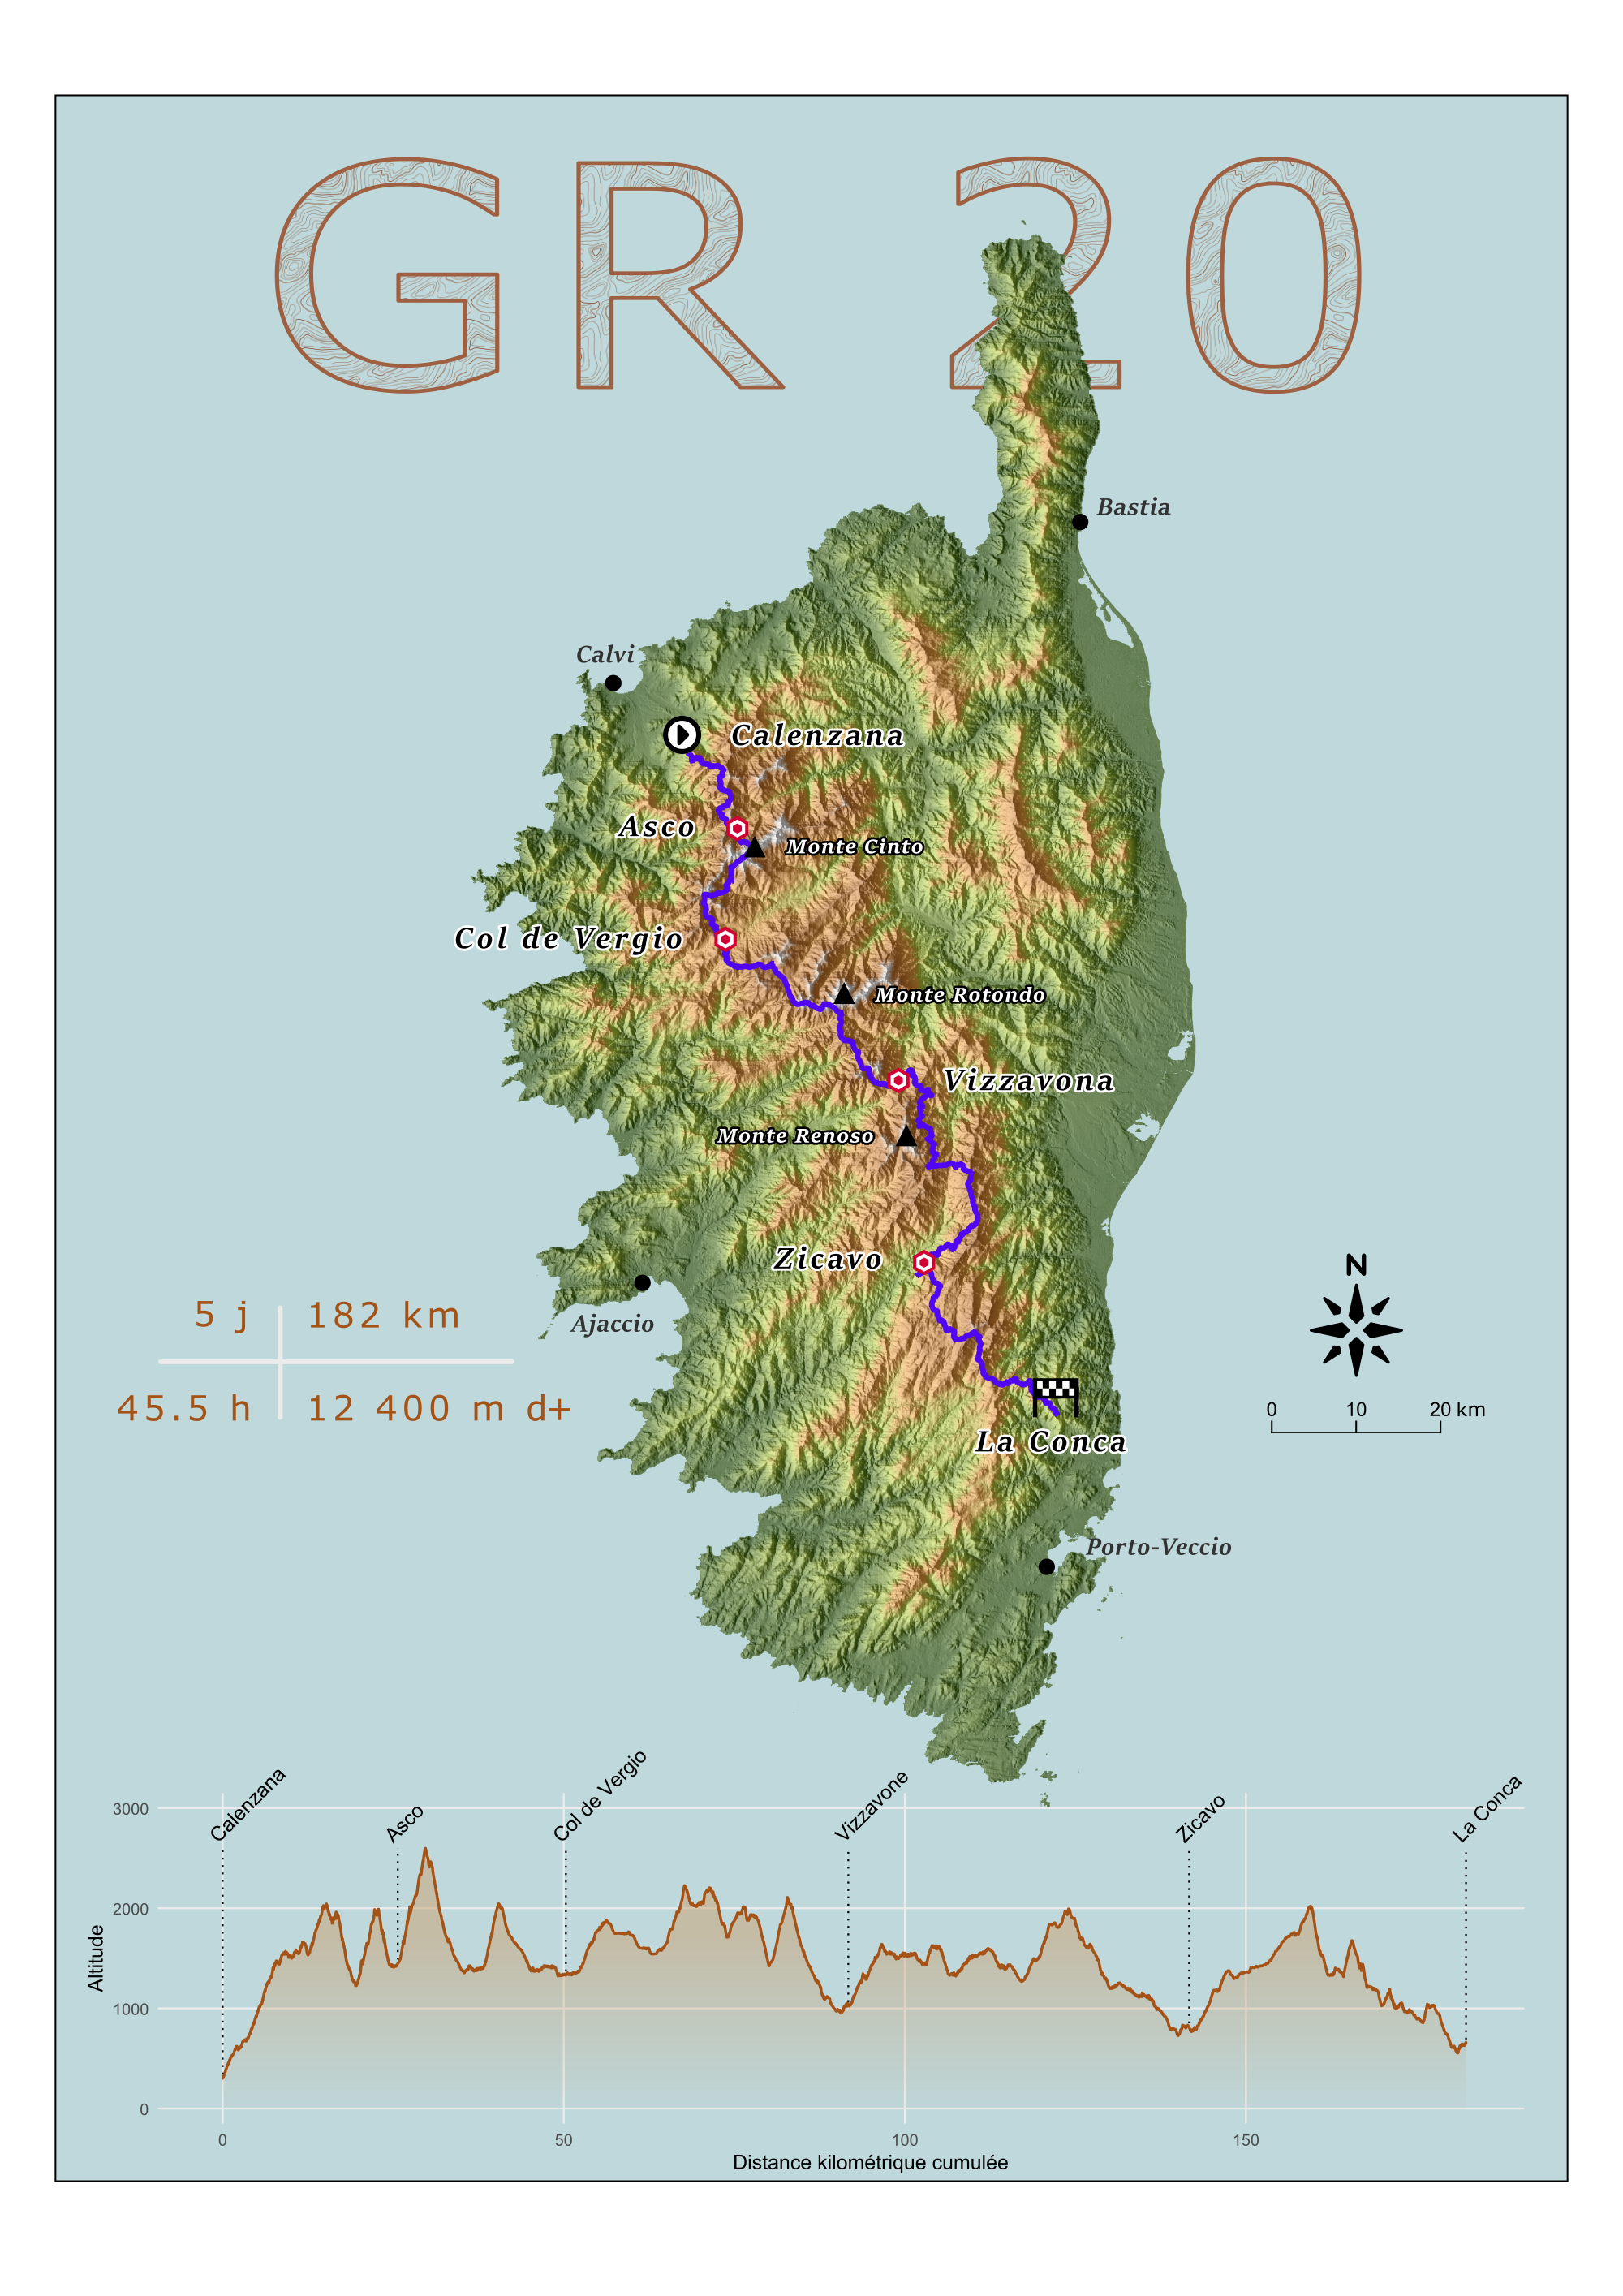 GR 20
Bastia
Calvi
Calenzana
Asco
Monte Cinto
Col de Vergio
Monte Rotondo
Vizzavona
Monte Renoso
Zicavo
Ajaccio
5 j 182 km
45.5 h 12 400 m d+
N
0 10 20 km
La Conca
Porto-Veccio
Calenzana
Asco
Col de Vergio
Vizzavone
Zicavo
La Conca
3000
2000
1000
0
Altitude
0 50 100 150
Distance kilométrique cumulée